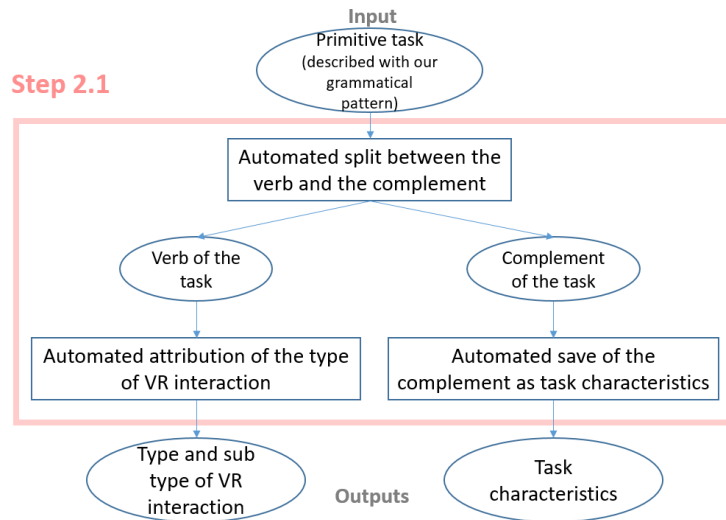 Input
Primitive task
(described with our
grammatical
pattern)
Step 2.1
Automated split between the
verb and the complement
Verb of the
task
Complement
of the task
Automated attribution of the type
of VR interaction
Automated save of the
complement as task characteristics
Type and sub
type of VR
interaction
Outputs
Task
characteristics